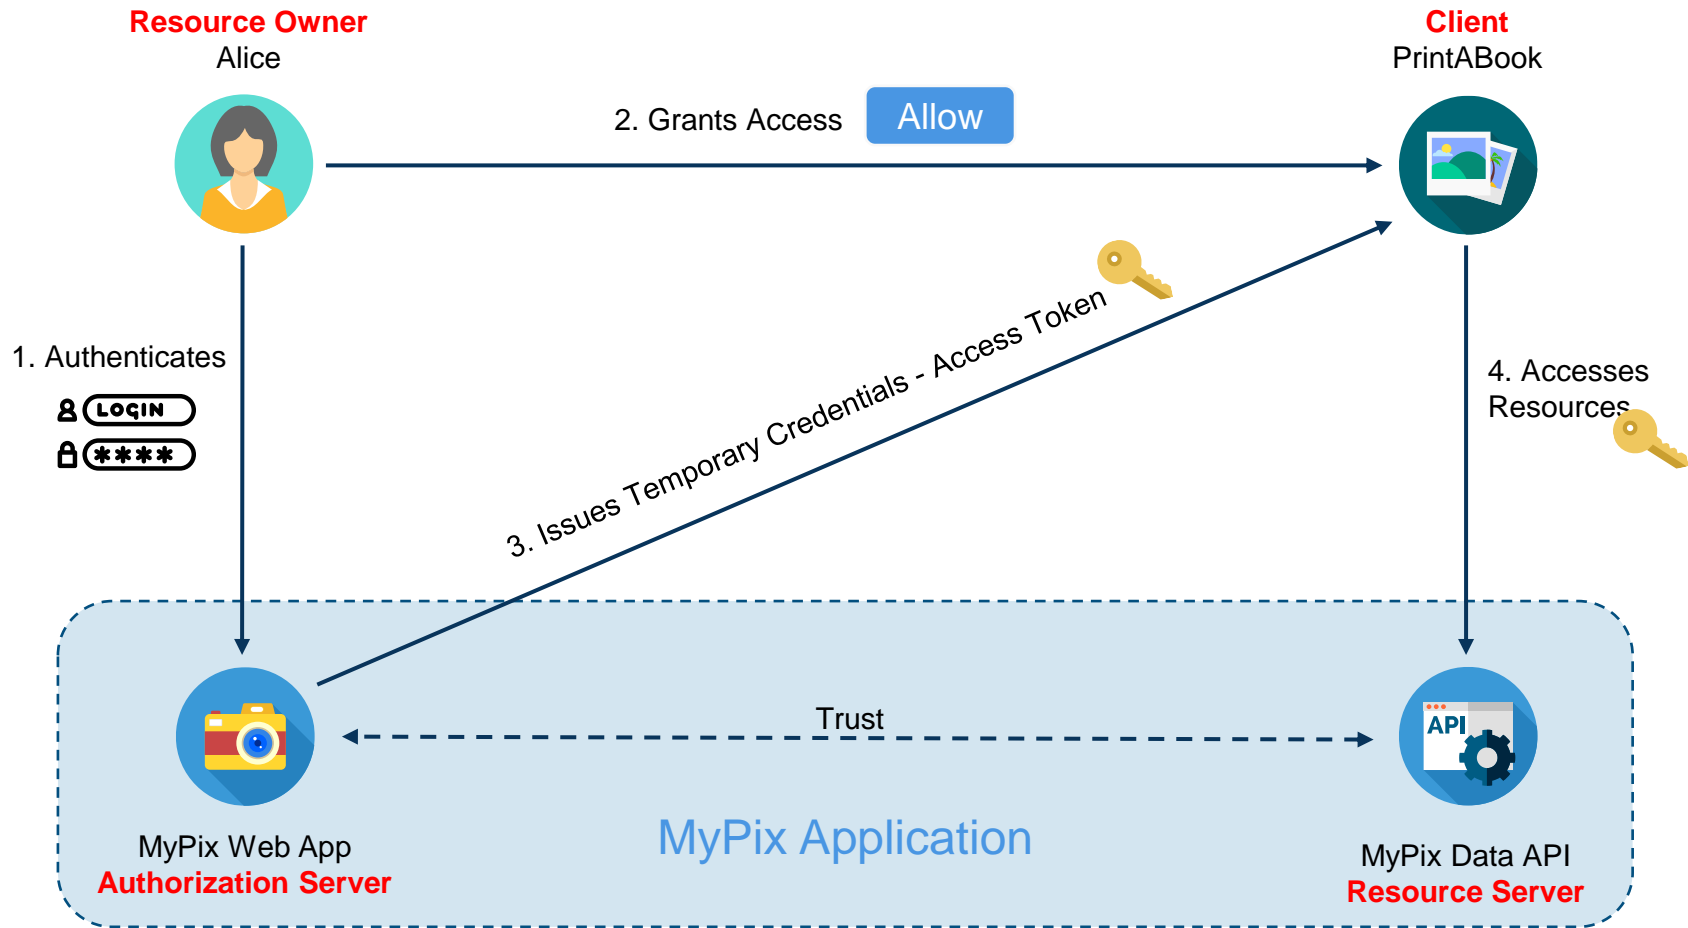 Resource Owner
Alice
Client
PrintABook
2. Grants Access
Allow
1. Authenticates
LOGIN
****
3. Issues Temporary Credentials - Access Token
4. Accesses
Resources
Trust
API
MyPix Application
MyPix Web App
Authorization Server
MyPix Data API
Resource Server